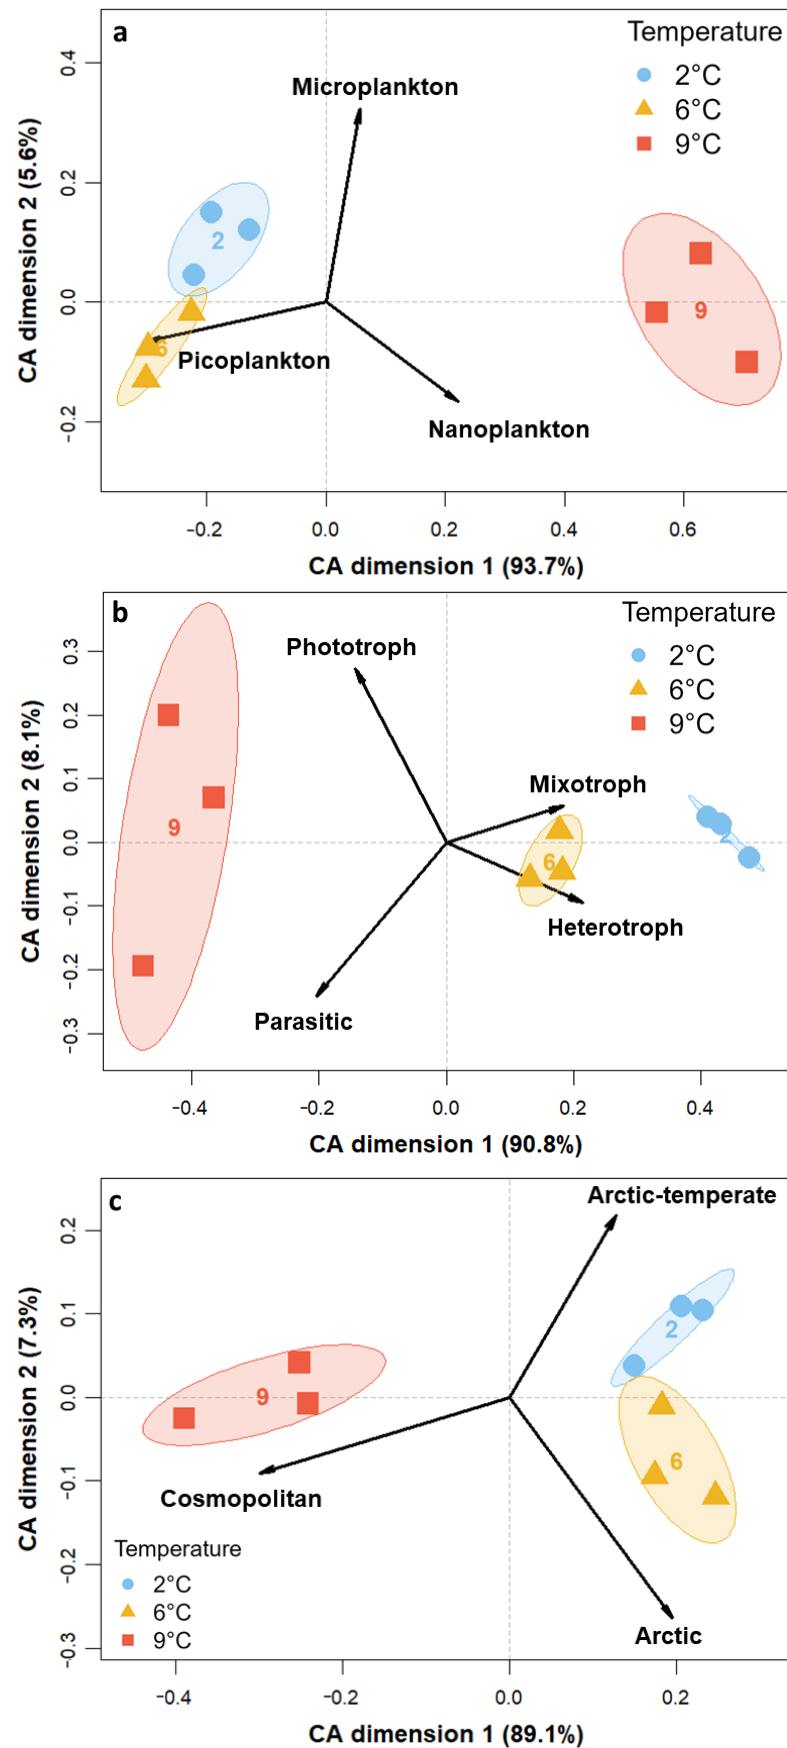 a
Temperature
2°C
6°C
9°C
Microplankton
Picoplankton
Nanoplankton
2
6
9
CA dimension 2 (5.6%)
0.4
0.2
0.0
-0.2
-0.2
0.0
0.2
0.4
0.6
CA dimension 1 (93.7%)
b
Temperature
2°C
6°C
9°C
Phototroph
Mixotroph
Heterotroph
Parasitic
9
6
2
CA dimension 2 (8.1%)
0.3
0.2
0.1
0.0
-0.1
-0.2
-0.3
-0.4
-0.2
0.0
0.2
0.4
CA dimension 1 (90.8%)
c
Arctic-temperate
2
9
6
Cosmopolitan
Arctic
Temperature
2°C
6°C
9°C
CA dimension 2 (7.3%)
0.2
0.1
0.0
-0.1
-0.2
-0.3
-0.4
-0.2
0.0
0.2
CA dimension 1 (89.1%)